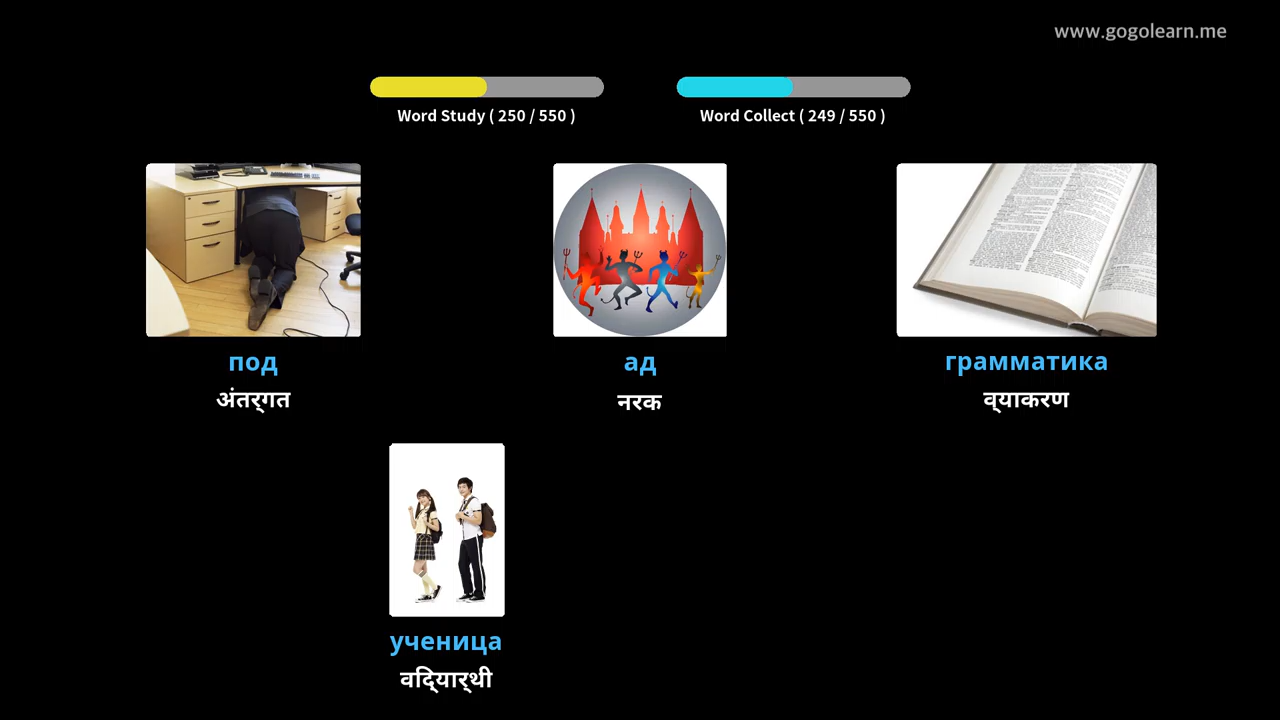 www.gogolearn.me
Word Study ( 250 / 550 )
Word Collect ( 249 / 550 )
под
ад
грамматика
अंतर्गत
नरक
व्याकरण
ученица
विद्यार्थी